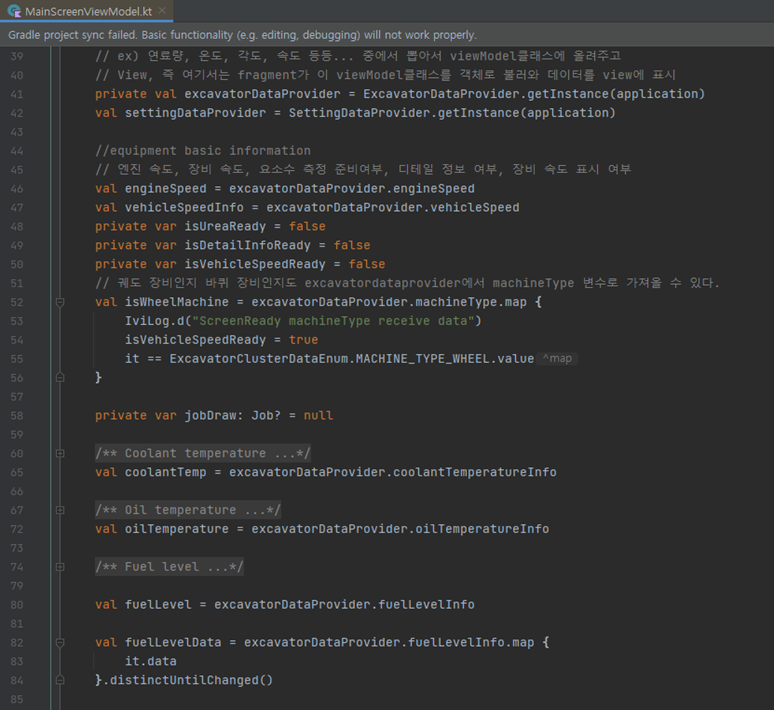 MainScreenViewModel.kt
Gradle project sync failed. Basic functionality (e.g. editing, debugging) will not work properly.
39 // ex) 연료량, 온도, 각도, 속도 등등... 중에서 뽑아서 viewModel클래스에 올려주고
40 // View, 즉 여기서는 fragment가 이 viewModel클래스를 객체로 불러와 데이터를 view에 표시
41 private val excavatorDataProvider = ExcavatorDataProvider.getInstance(application)
42 val settingDataProvider = SettingDataProvider.getInstance(application)
43
44 //equipment basic information
45 // 엔진 속도, 장비 속도, 요소수 측정 준비여부, 디테일 정보 여부, 장비 속도 표시 여부
46 val engineSpeed = excavatorDataProvider.engineSpeed
47 val vehicleSpeedInfo = excavatorDataProvider.vehicleSpeed
48 private var isUreaReady = false
49 private var isDetailInfoReady = false
50 private var isVehicleSpeedReady = false
51 // 궤도 장비인지 바퀴 장비인지도 excavatordataprovider에서 machineType 변수로 가져올 수 있다.
52 val isWheelMachine = excavatorDataProvider.machineType.map {
53 IviLog.d("ScreenReady machineType receive data")
54 isVehicleSpeedReady = true
55 it == ExcavatorClusterDataEnum.MACHINE_TYPE_WHEEL.value ^map
56 }
57
58 private var jobDraw: Job? = null
59
60 /** Coolant temperature ...*/
65 val coolantTemp = excavatorDataProvider.coolantTemperatureInfo
66
67 /** Oil temperature ...*/
72 val oilTemperature = excavatorDataProvider.oilTemperatureInfo
73
74 /** Fuel level ...*/
79
80 val fuelLevel = excavatorDataProvider.fuelLevelInfo
81
82 val fuelLevelData = excavatorDataProvider.fuelLevelInfo.map {
83 it.data
84 }.distinctUntilChanged()
85